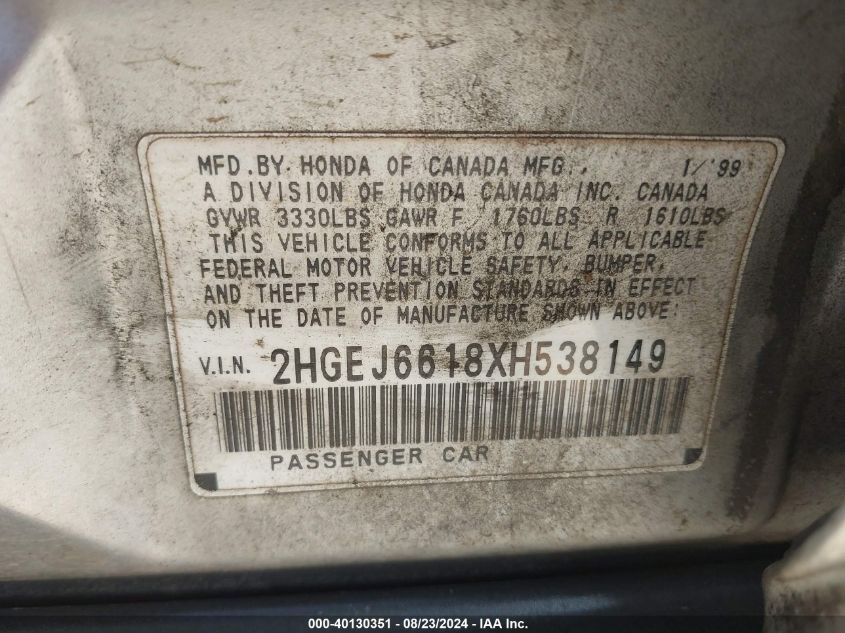 MFD. BY HONDA OF CANADA MFG., 1/'99
A DIVISION OF HONDA CANADA INC. CANADA
GVWR 3330LBS GAWR F 1760LBS R 1610LBS
THIS VEHICLE CONFORMS TO ALL APPLICABLE
FEDERAL MOTOR VEHICLE SAFETY, BUMPER,
AND THEFT PREVENTION STANDARDS IN EFFECT
ON THE DATE OF MANUFACTURE SHOWN ABOVE:
V.I.N. 2HGEJ6618XH538149
PASSENGER CAR
000-40130351 - 08/23/2024 - IAA Inc.